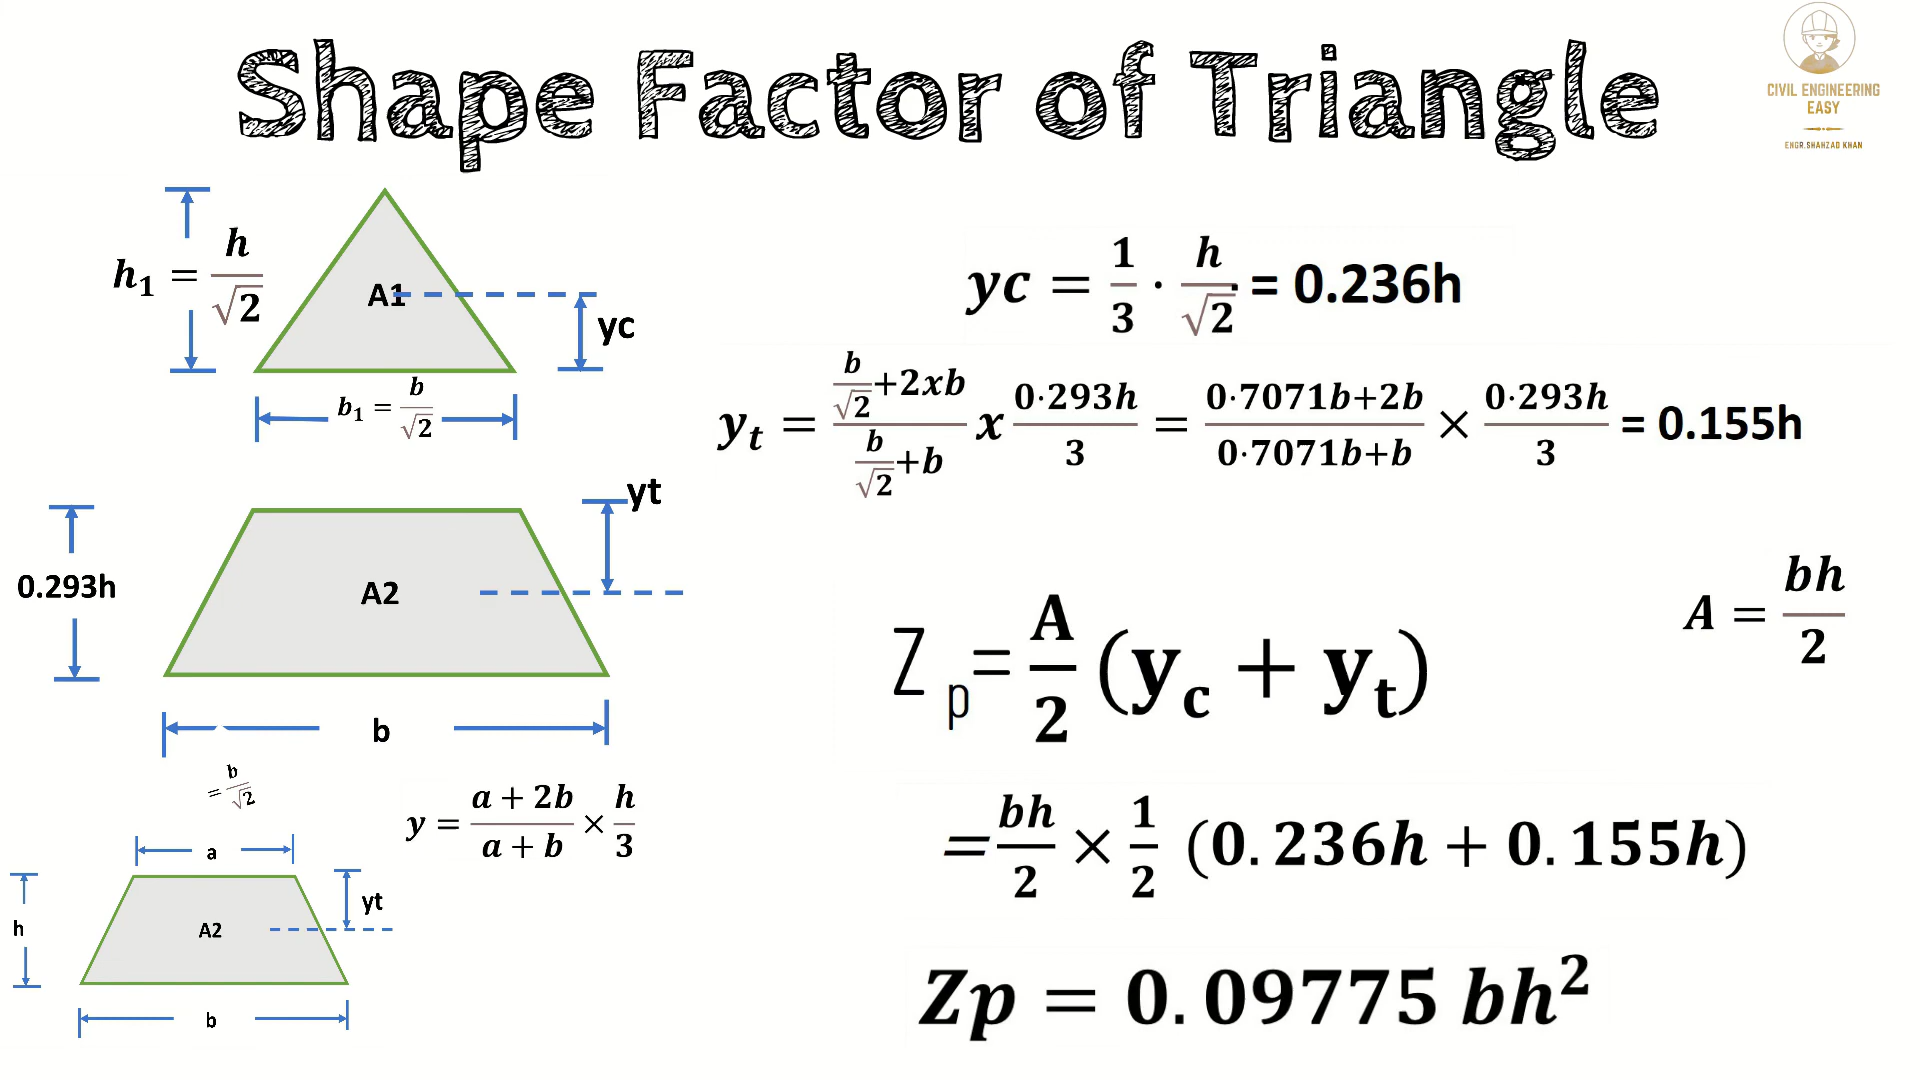 Shape Factor of Triangle
CIVIL ENGINEERING
EASY
ENGR.SHAHZAD KHAN
h₁ = h/√2
A1
yc
b₁ = b/√2
yc = 1/3 · h/√2 = 0.236h
yₜ = (b/√2+2xb)/(b/√2+b) x 0·293h/3 = (0·7071b+2b)/(0·7071b+b) × 0·293h/3 = 0.155h
yt
0.293h
A2
b
Z p= A/2 (y_c + y_t)
A = bh/2
= b/√2
y = (a + 2b)/(a + b) × h/3
a
h
A2
yt
b
=bh/2 × 1/2 (0.236h + 0.155h)
Zp = 0.09775 bh²